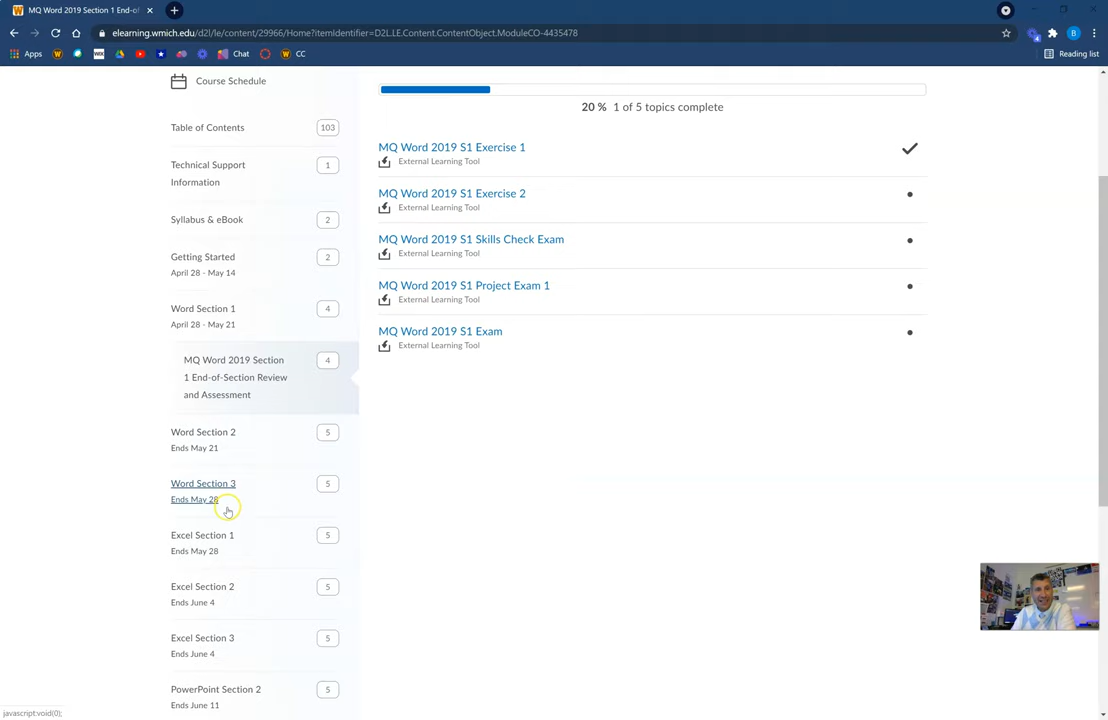 MQ Word 2019 Section 1 End-of-
elearning.wmich.edu/d2l/le/content/29966/Home?itemIdentifier=D2L.LE.Content.ContentObject.ModuleCO-4435478
B
Apps
W
WIX
Chat
W
CC
Reading list
Course Schedule
20 % 1 of 5 topics complete
Table of Contents 103
Technical Support
Information
1
Syllabus & eBook 2
Getting Started 2
April 28 - May 14
Word Section 1 4
April 28 - May 21
MQ Word 2019 Section 4
1 End-of-Section Review
and Assessment
Word Section 2 5
Ends May 21
Word Section 3 5
Ends May 28
Excel Section 1 5
Ends May 28
Excel Section 2 5
Ends June 4
Excel Section 3 5
Ends June 4
PowerPoint Section 2 5
Ends June 11
MQ Word 2019 S1 Exercise 1
External Learning Tool
MQ Word 2019 S1 Exercise 2
External Learning Tool
MQ Word 2019 S1 Skills Check Exam
External Learning Tool
MQ Word 2019 S1 Project Exam 1
External Learning Tool
MQ Word 2019 S1 Exam
External Learning Tool
javascript:void(0);